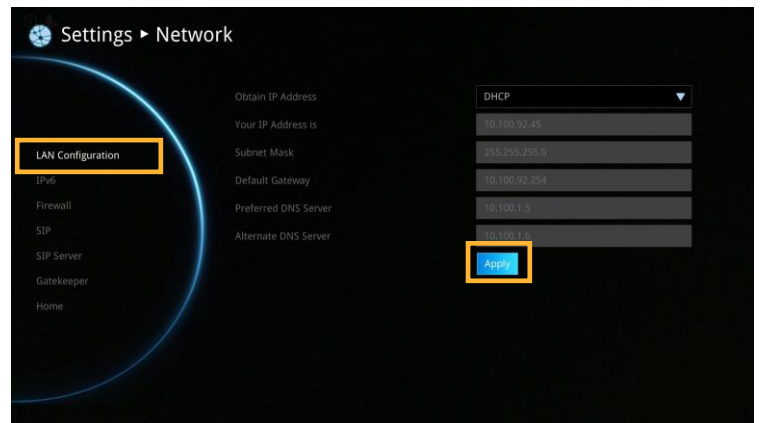 Settings ▸ Network
Obtain IP Address DHCP
Your IP Address is 10.100.92.45
LAN Configuration Subnet Mask 255.255.255.0
IPv6 Default Gateway 10.100.92.254
Firewall Preferred DNS Server 10.100.1.5
SIP Alternate DNS Server 10.100.1.6
SIP Server Apply
Gatekeeper
Home